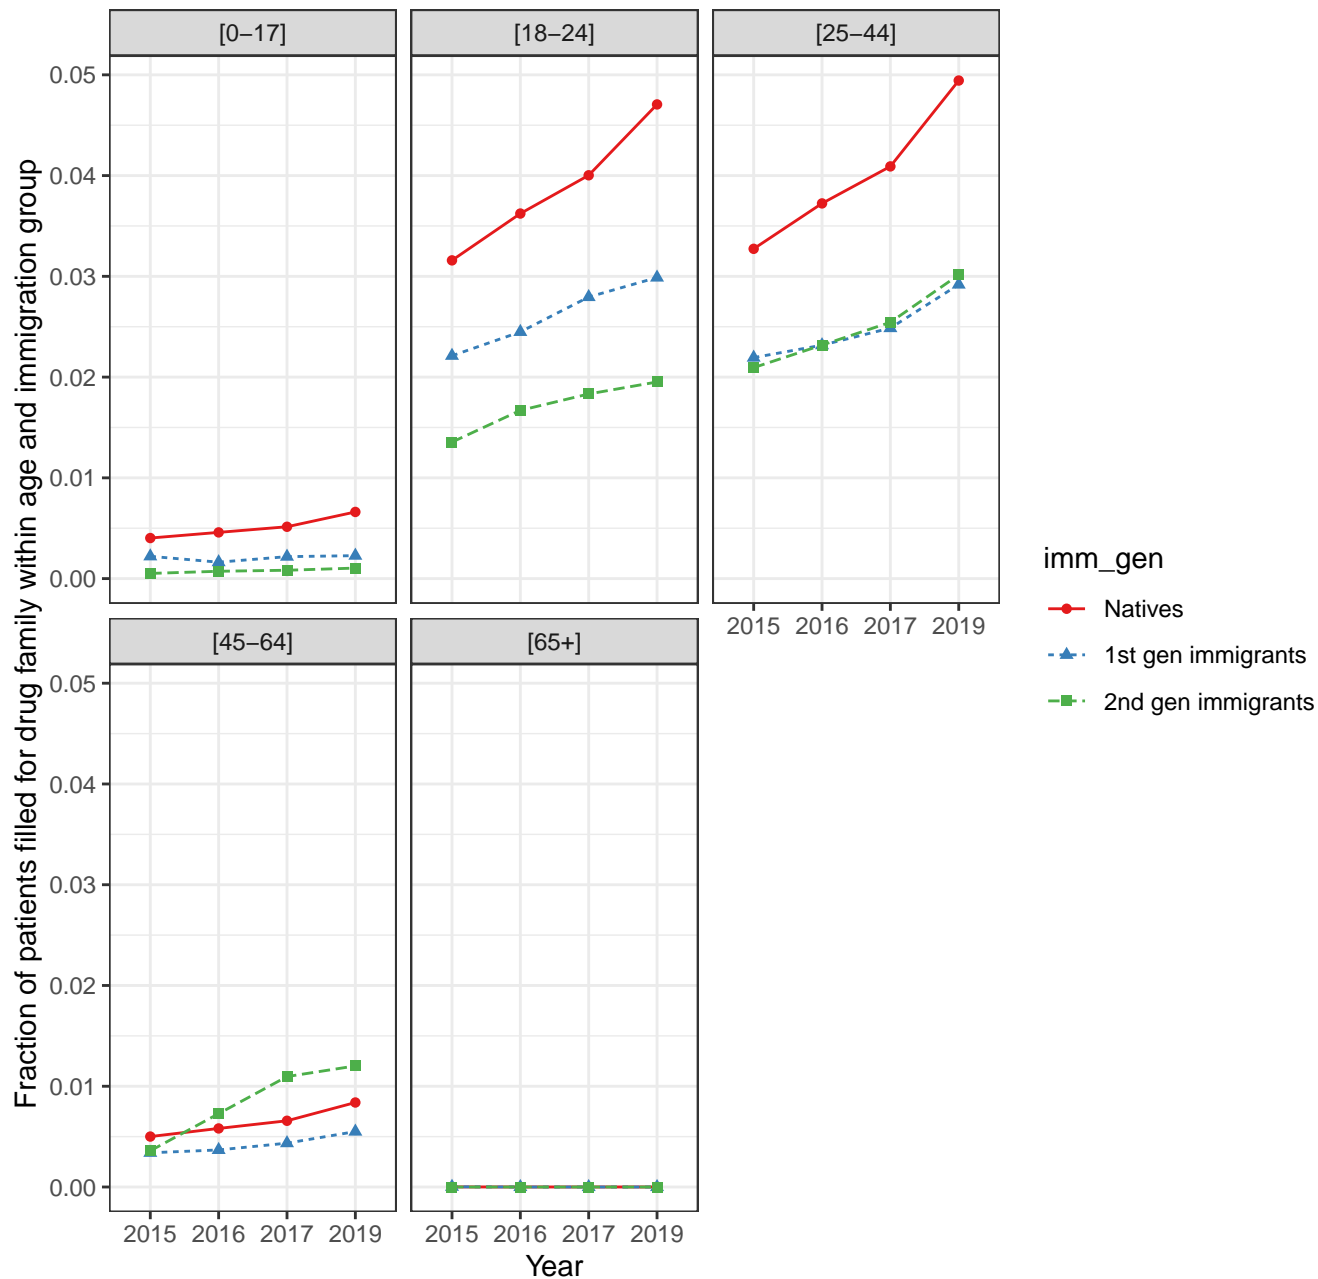 [0−17]
[18−24]
[25−44]
0.05
0.04
0.03
0.02
0.01
0.00
2015 2016 2017 2019
[45−64]
[65+]
0.05
0.04
0.03
0.02
0.01
0.00
2015 2016 2017 2019
2015 2016 2017 2019
Year
Fraction of patients filled for drug family within age and immigration group
imm_gen
Natives
1st gen immigrants
2nd gen immigrants